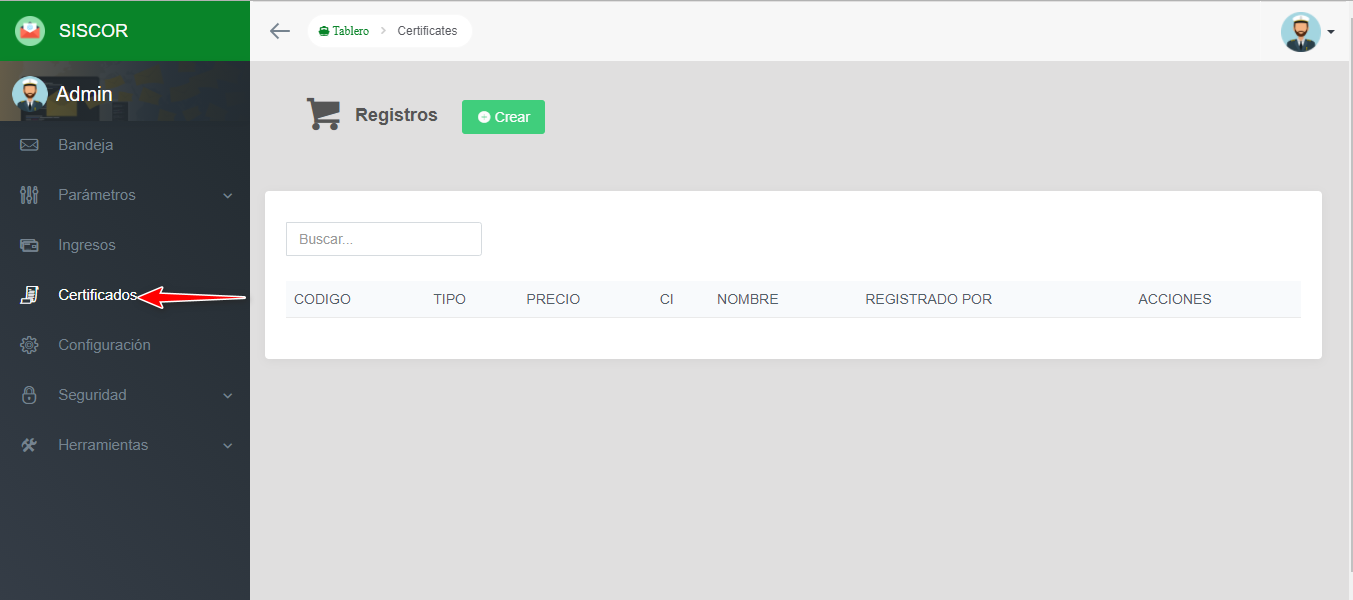 SISCOR
Tablero > Certificates
Admin
Bandeja
Parámetros
Ingresos
Certificados
Configuración
Seguridad
Herramientas
Registros
Crear
Buscar...
CODIGO TIPO PRECIO CI NOMBRE REGISTRADO POR ACCIONES